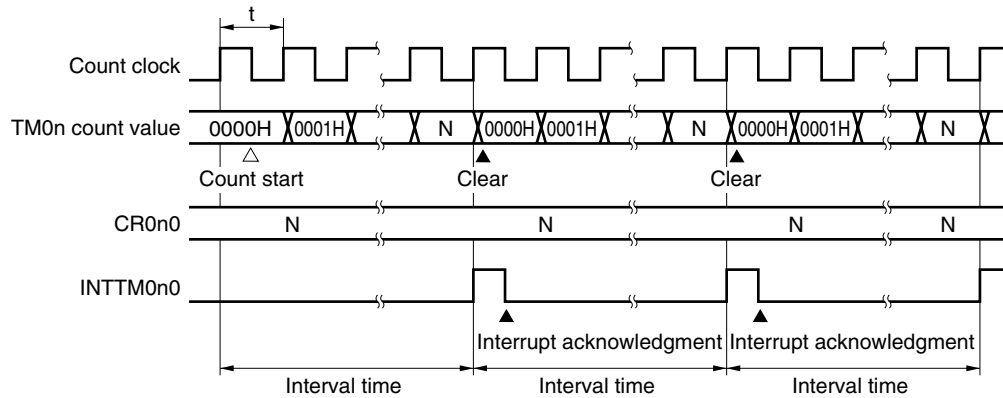 t
Count clock
TM0n count value 0000H 0001H N 0000H 0001H N 0000H 0001H N
Count start Clear Clear
CR0n0 N N N N
INTTM0n0
Interrupt acknowledgment Interrupt acknowledgment
Interval time Interval time Interval time